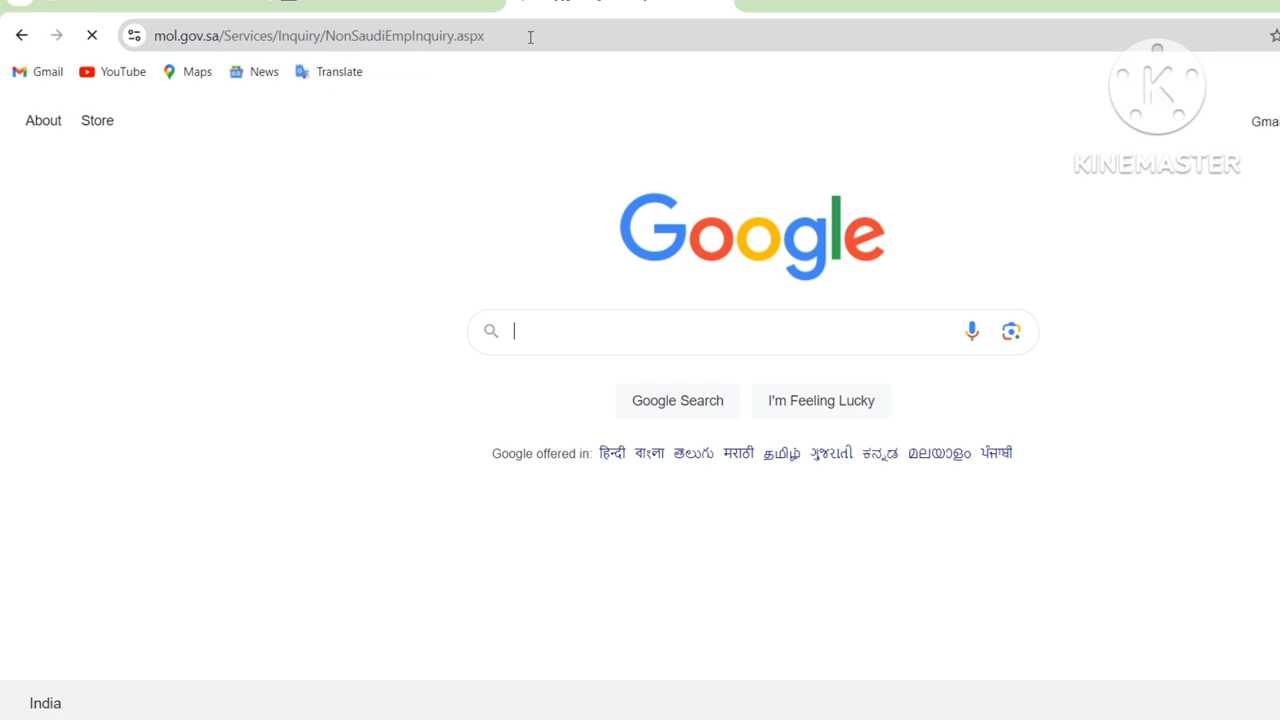 mol.gov.sa/Services/Inquiry/NonSaudiEmpInquiry.aspx
Gmail YouTube Maps News Translate
K
KINEMASTER
About Store
Google
Google Search I'm Feeling Lucky
Google offered in: हिन्दी বাংলা తెలుగు मराठी தமிழ் ગુજરાતી ಕನ್ನಡ മലയാളം ਪੰਜਾਬੀ
India